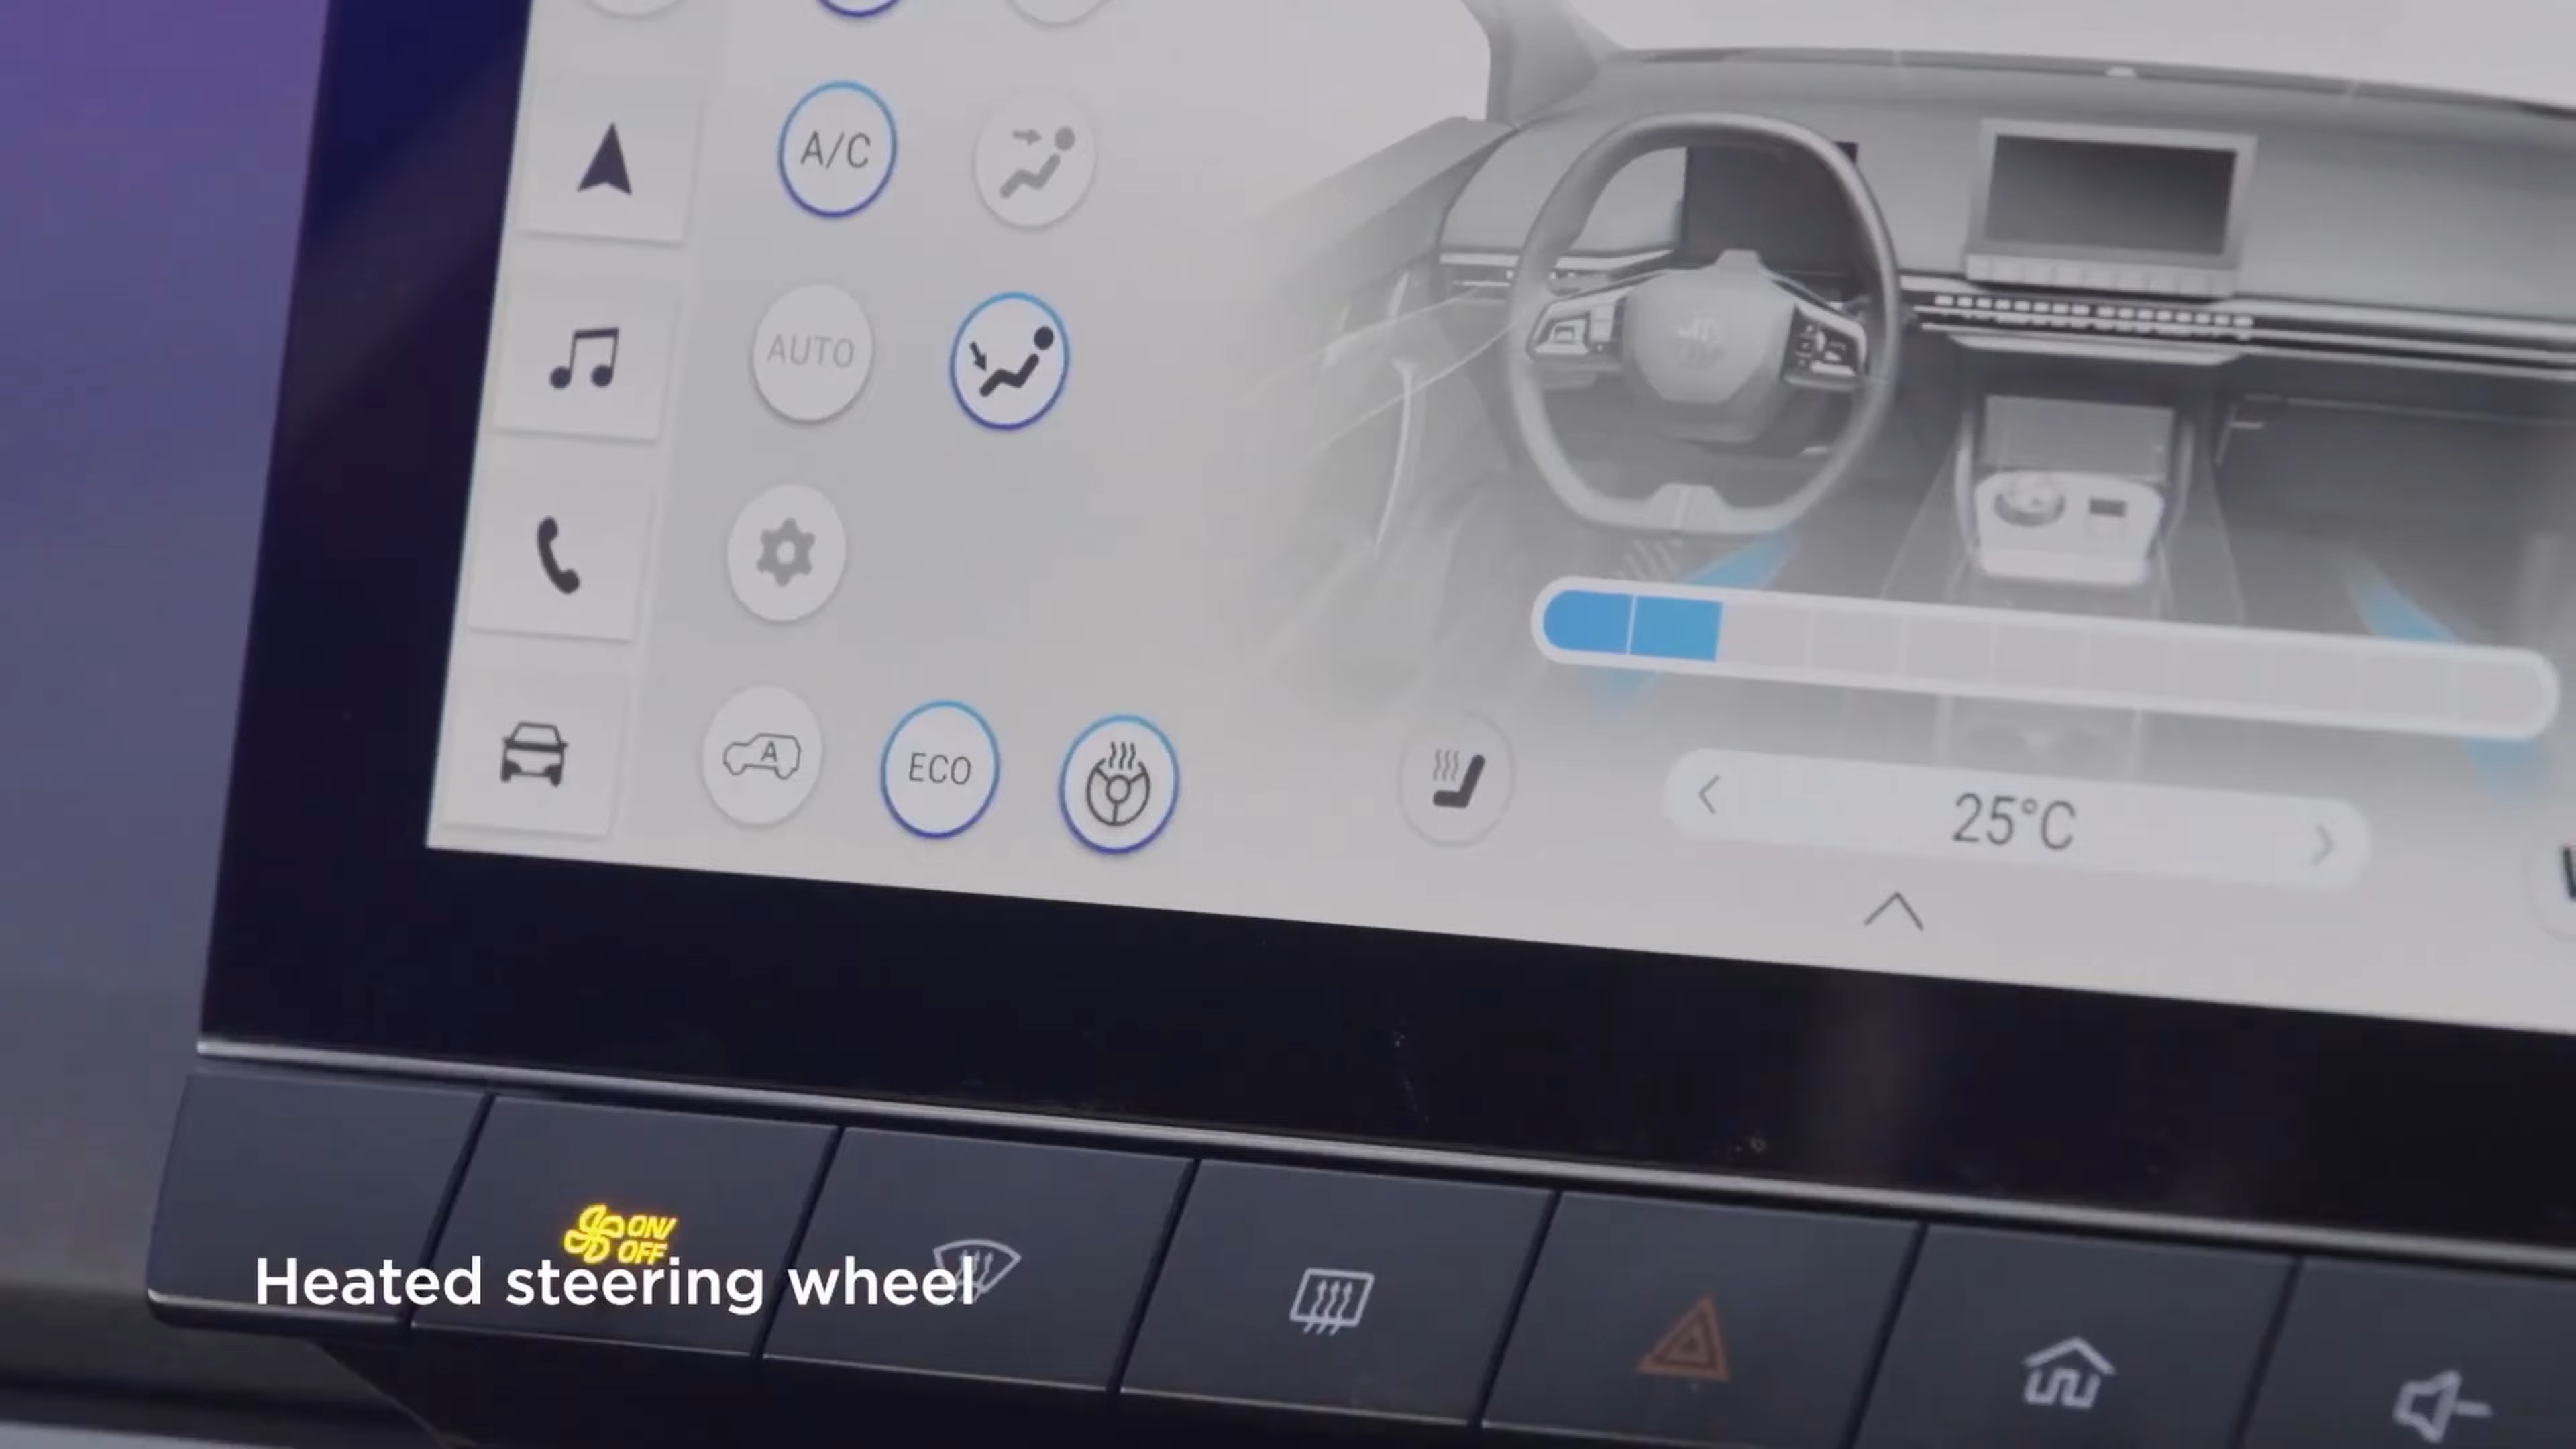 A/C
AUTO
A
ECO
25°C
ON/
OFF
Heated steering wheel